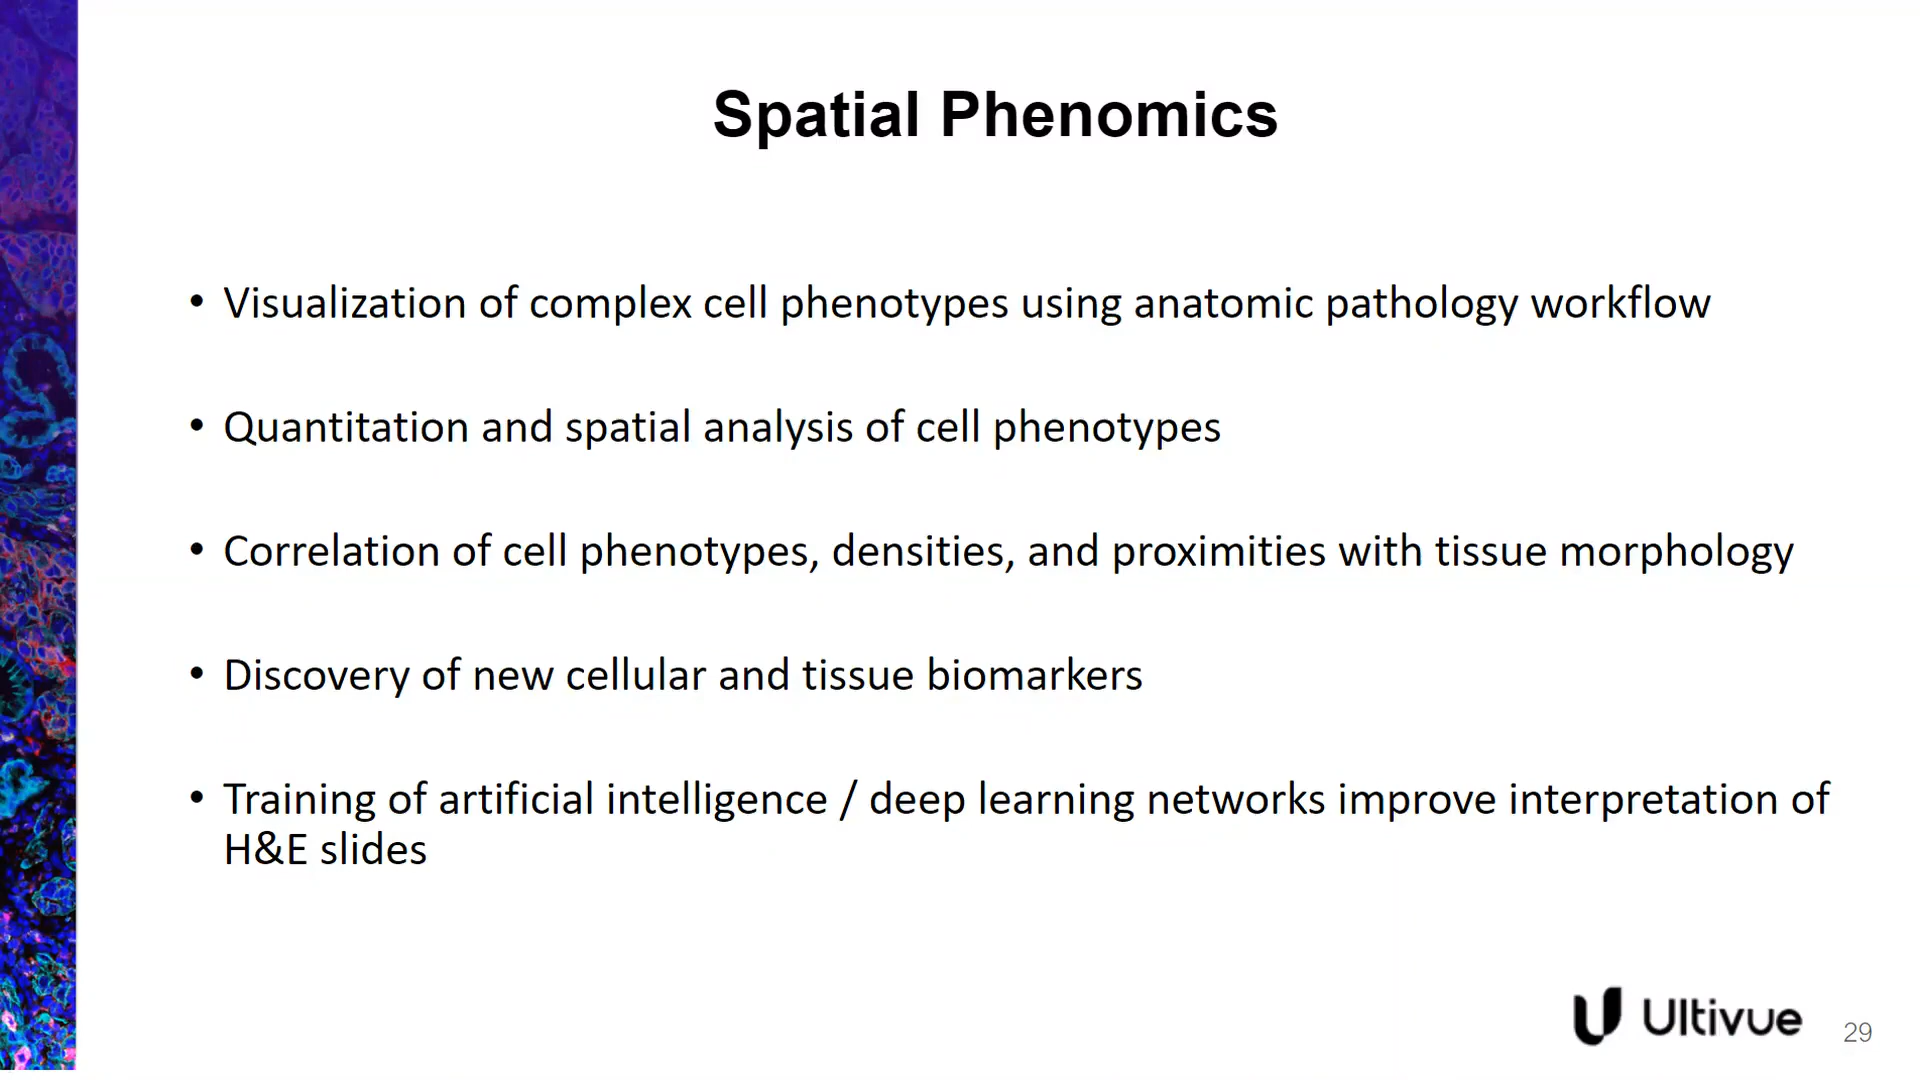 Spatial Phenomics
• Visualization of complex cell phenotypes using anatomic pathology workflow
• Quantitation and spatial analysis of cell phenotypes
• Correlation of cell phenotypes, densities, and proximities with tissue morphology
• Discovery of new cellular and tissue biomarkers
• Training of artificial intelligence / deep learning networks improve interpretation of
H&E slides
Ultivue
29